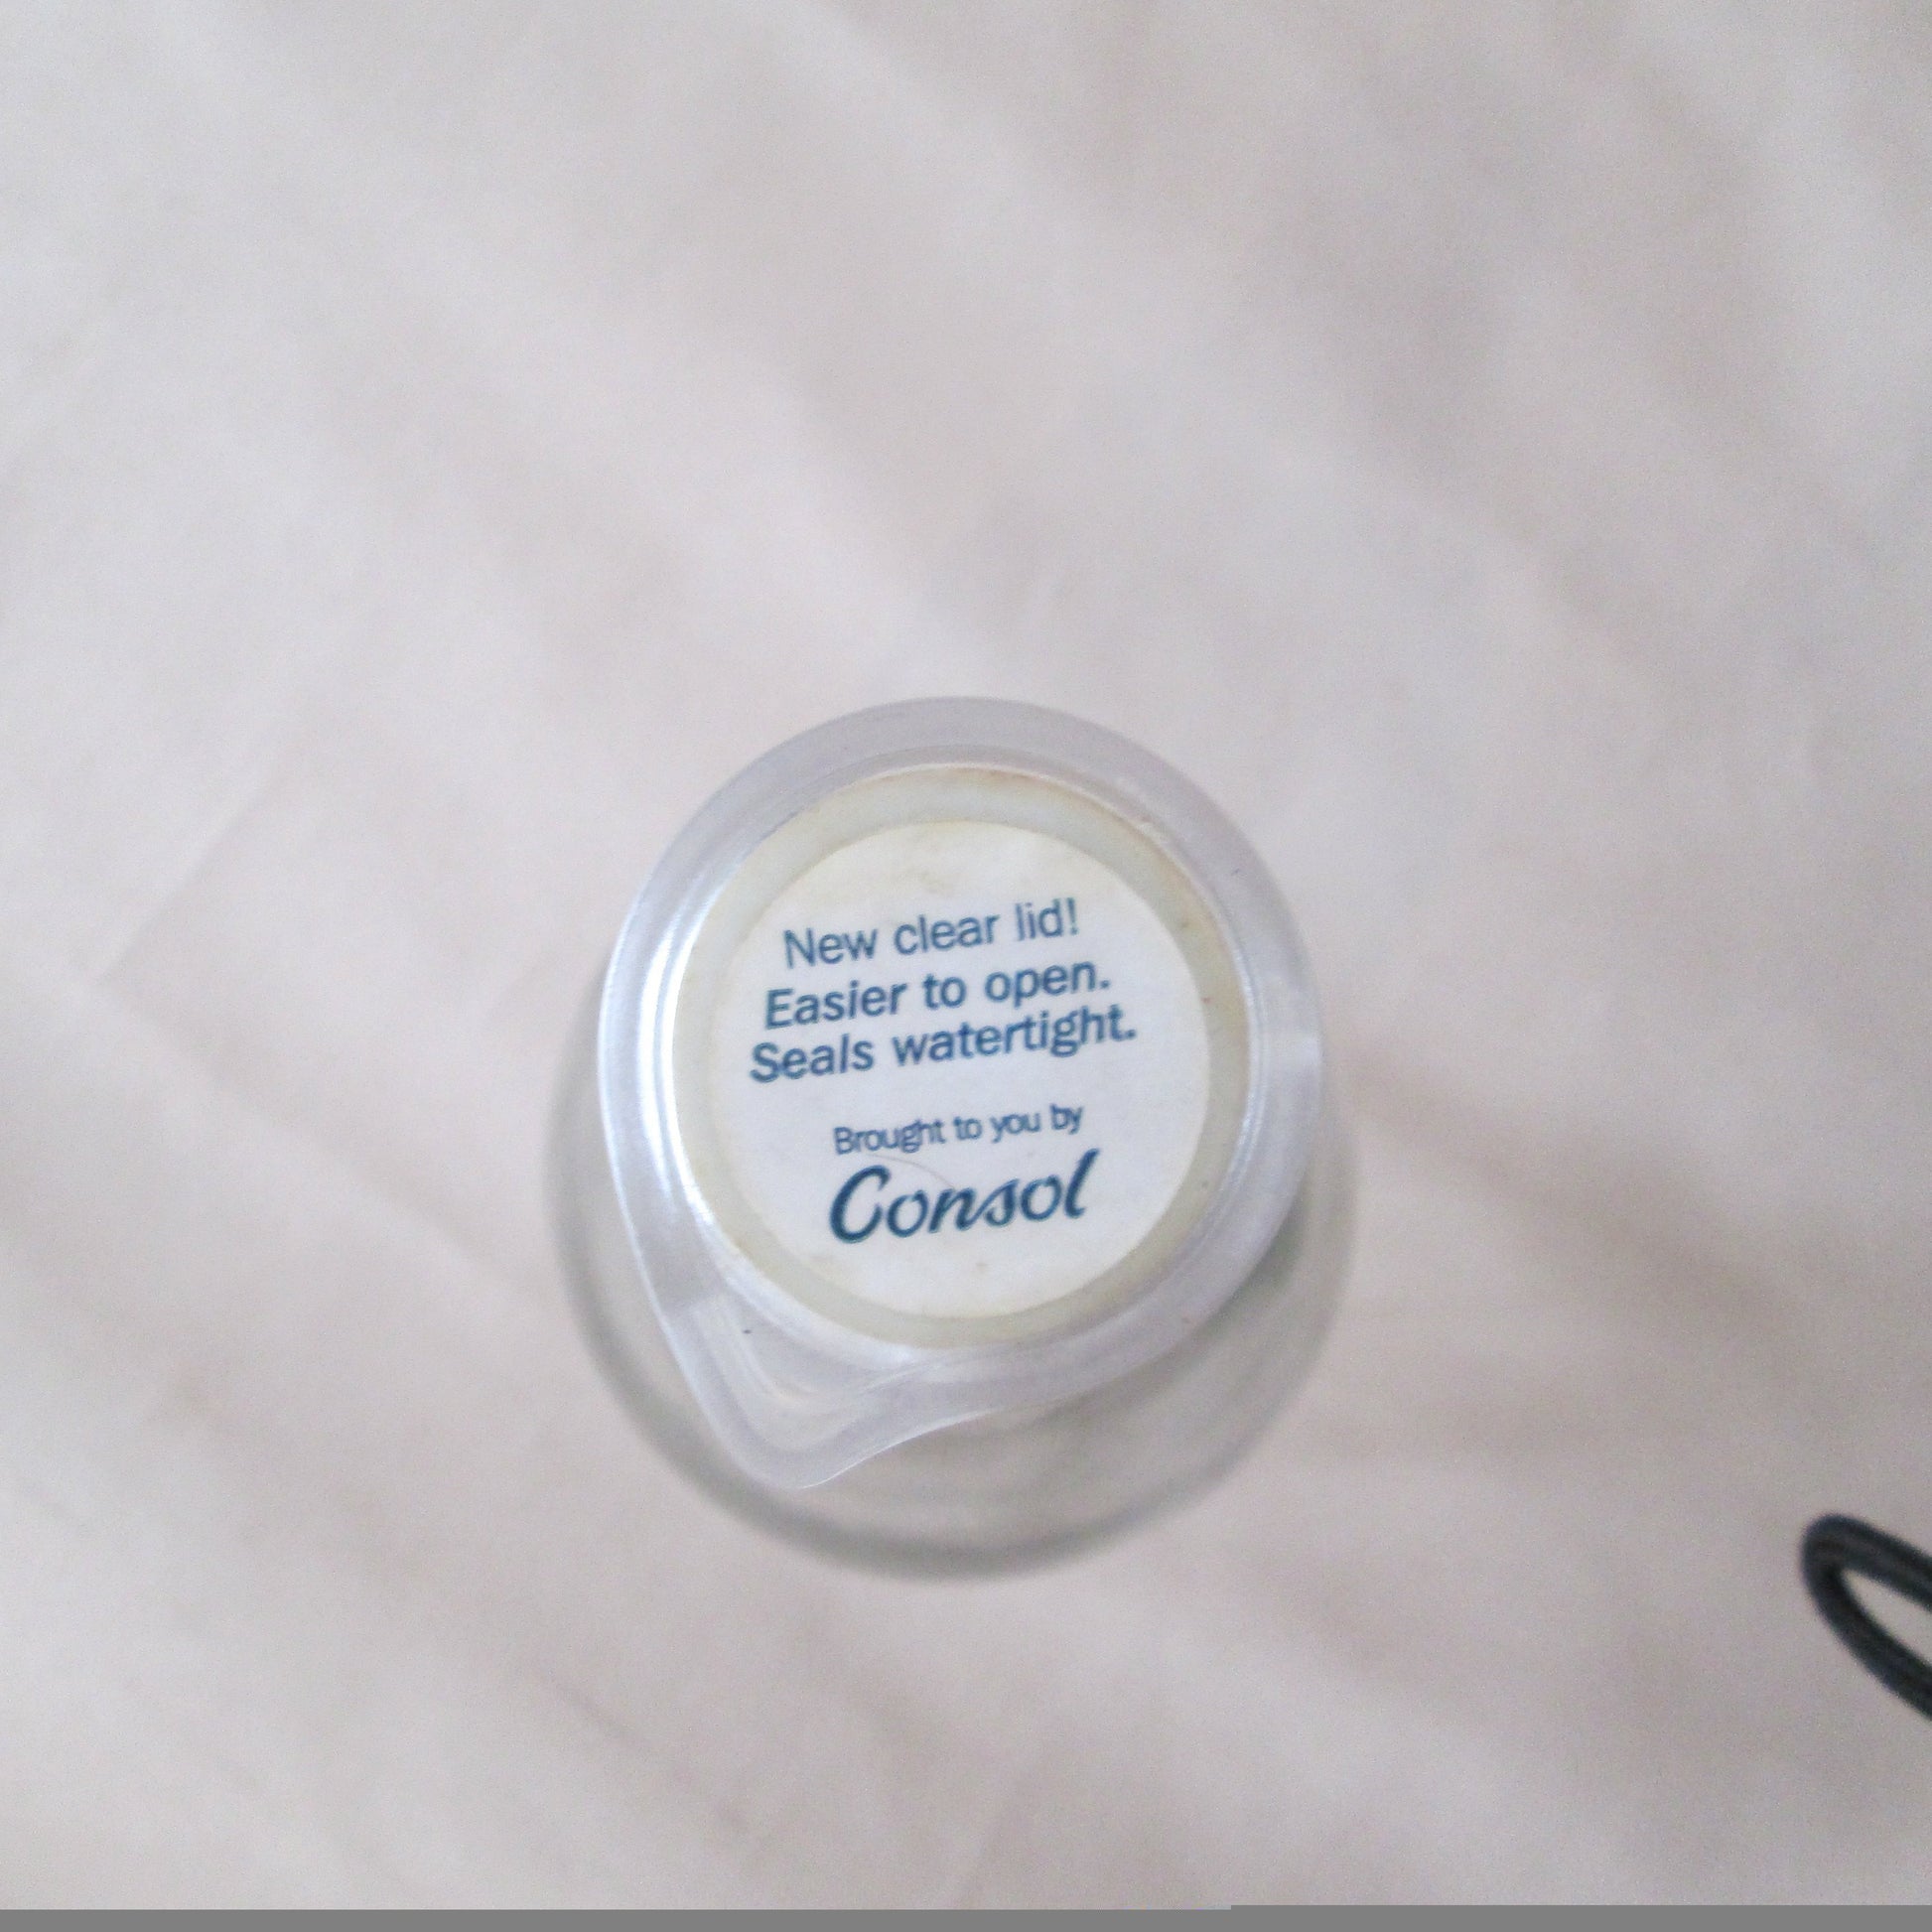 New clear lid!
Easier to open.
Seals watertight.
Brought to you by
Consol